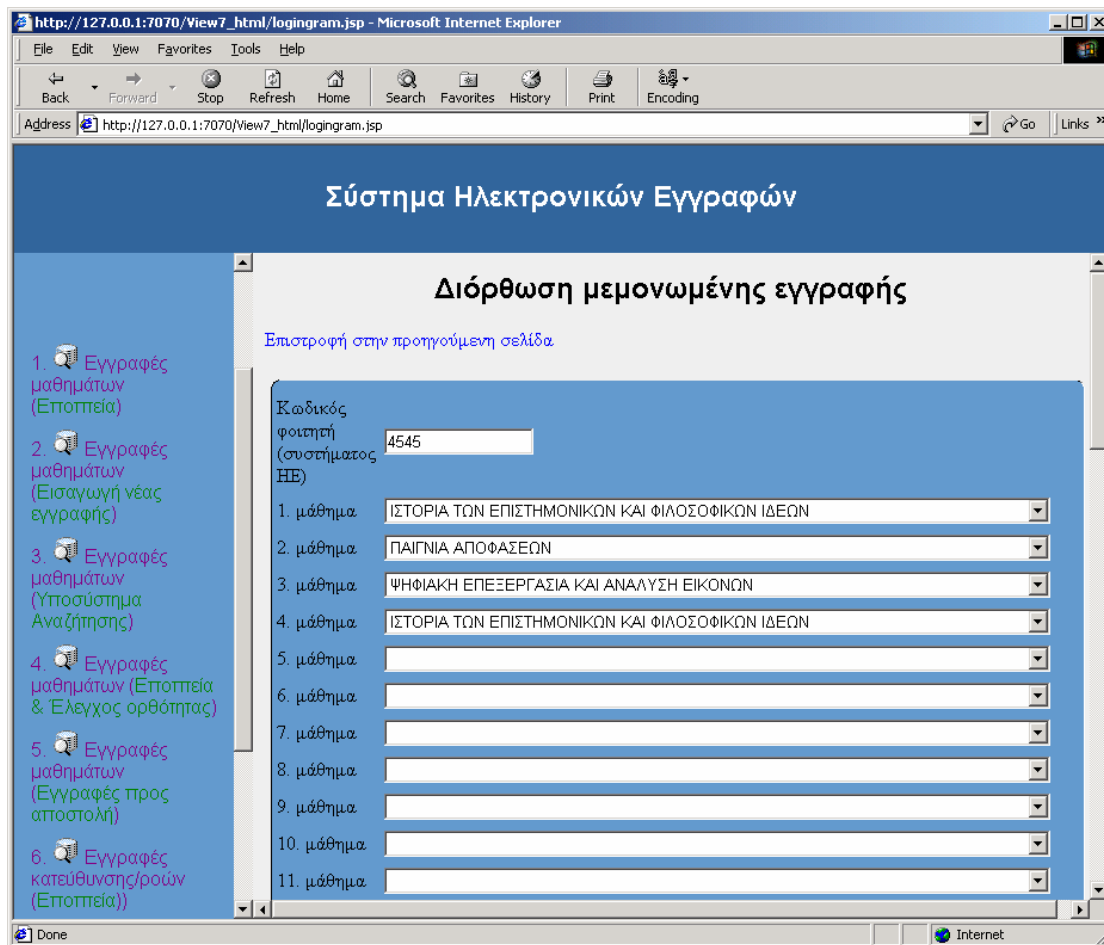 http://127.0.0.1:7070/View7_html/logingram.jsp - Microsoft Internet Explorer
File Edit View Favorites Tools Help
Back Forward Stop Refresh Home Search Favorites History Print Encoding
Address http://127.0.0.1:7070/View7_html/logingram.jsp Go Links »
Σύστημα Ηλεκτρονικών Εγγραφών
1. Εγγραφές
μαθημάτων
(Εποπτεία)
2. Εγγραφές
μαθημάτων
(Εισαγωγή νέας
εγγραφής)
3. Εγγραφές
μαθημάτων
(Υποσύστημα
Αναζήτησης)
4. Εγγραφές
μαθημάτων (Εποπτεία
& Έλεγχος ορθότητας)
5. Εγγραφές
μαθημάτων
(Εγγραφές προς
αποστολή)
6. Εγγραφές
κατεύθυνσης/ροών
(Εποπτεία))
Διόρθωση μεμονωμένης εγγραφής
Επιστροφή στην προηγούμενη σελίδα
Κωδικός
φοιτητή
(συστήματος
ΗΕ)
4545
1. μάθημα ΙΣΤΟΡΙΑ ΤΩΝ ΕΠΙΣΤΗΜΟΝΙΚΩΝ ΚΑΙ ΦΙΛΟΣΟΦΙΚΩΝ ΙΔΕΩΝ
2. μάθημα ΠΑΙΓΝΙΑ ΑΠΟΦΑΣΕΩΝ
3. μάθημα ΨΗΦΙΑΚΗ ΕΠΕΞΕΡΓΑΣΙΑ ΚΑΙ ΑΝΑΛΥΣΗ ΕΙΚΟΝΩΝ
4. μάθημα ΙΣΤΟΡΙΑ ΤΩΝ ΕΠΙΣΤΗΜΟΝΙΚΩΝ ΚΑΙ ΦΙΛΟΣΟΦΙΚΩΝ ΙΔΕΩΝ
5. μάθημα
6. μάθημα
7. μάθημα
8. μάθημα
9. μάθημα
10. μάθημα
11. μάθημα
Done Internet